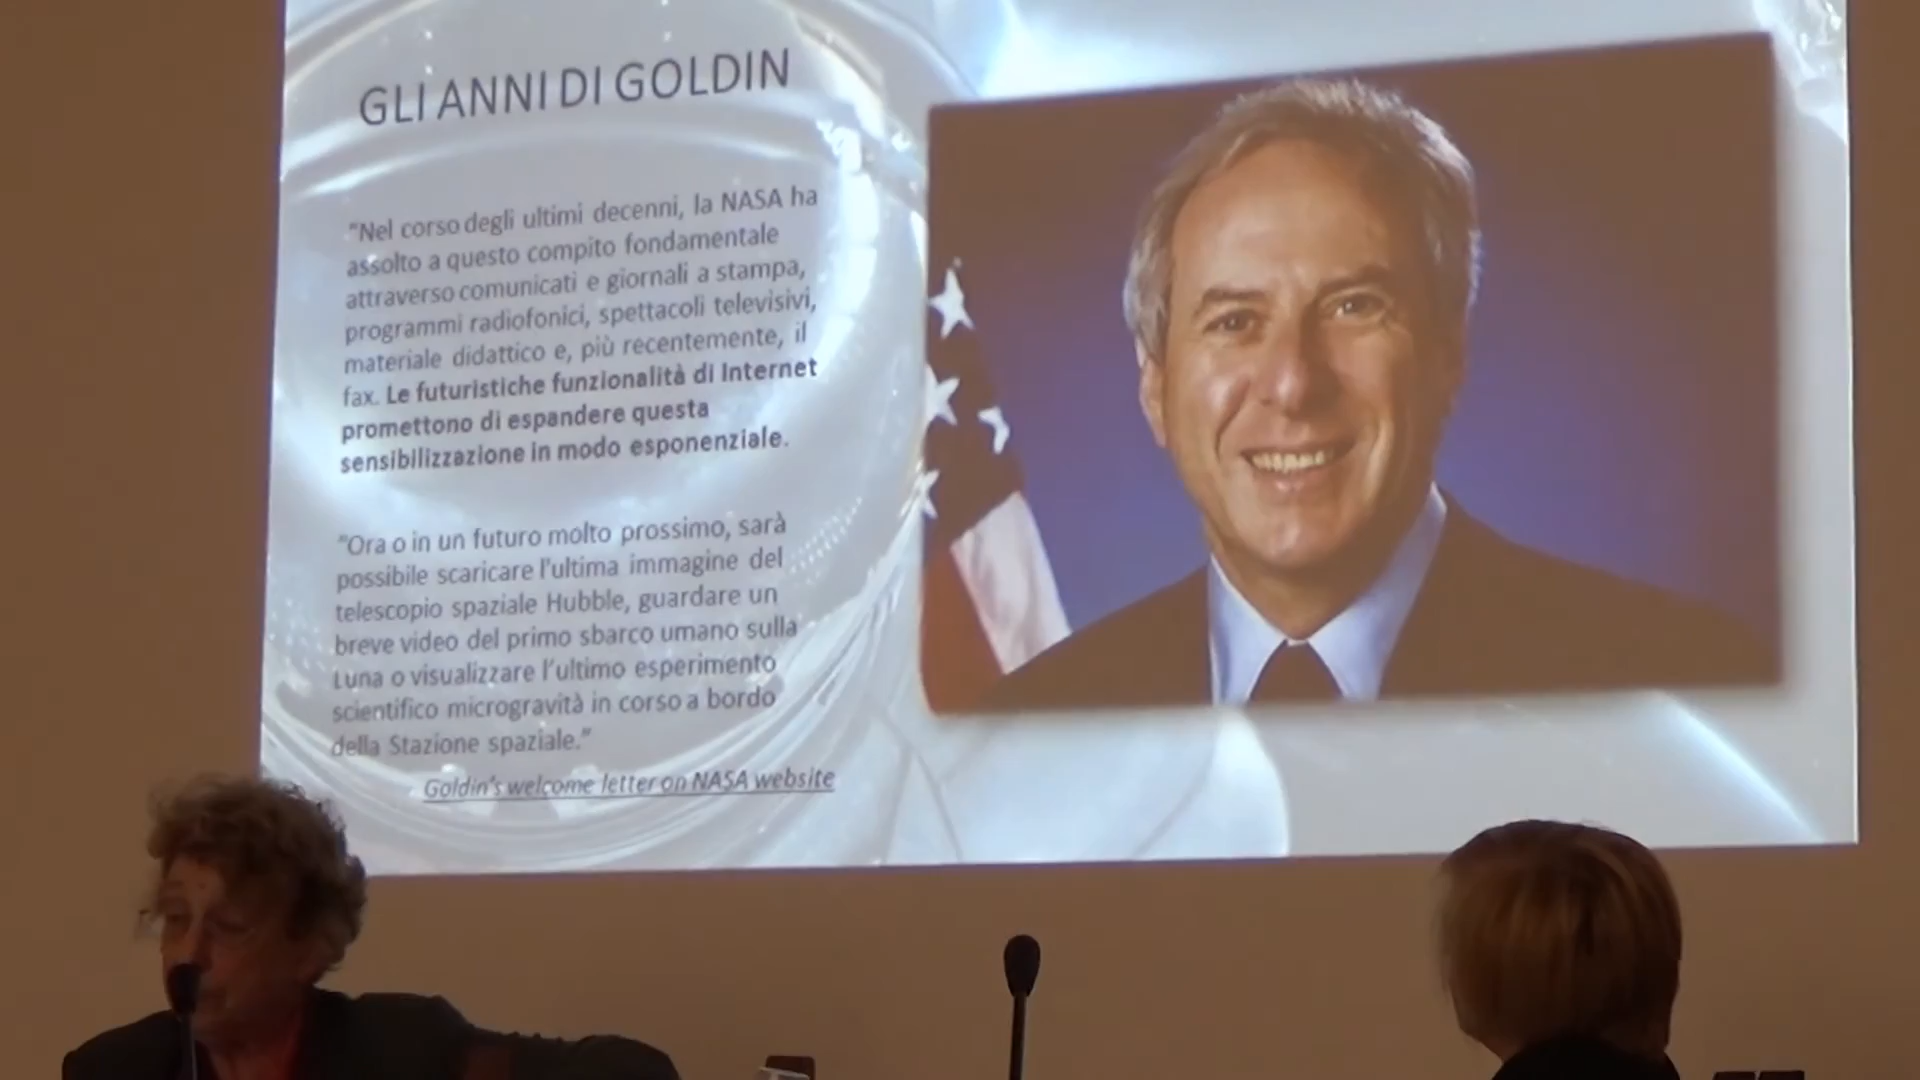 GLI ANNI DI GOLDIN
"Nel corso degli ultimi decenni, la NASA ha
assolto a questo compito fondamentale
attraverso comunicati e giornali a stampa,
programmi radiofonici, spettacoli televisivi,
materiale didattico e, più recentemente, il
fax. Le futuristiche funzionalità di Internet
promettono di espandere questa
sensibilizzazione in modo esponenziale.
"Ora o in un futuro molto prossimo, sarà
possibile scaricare l'ultima immagine del
telescopio spaziale Hubble, guardare un
breve video del primo sbarco umano sulla
Luna o visualizzare l'ultimo esperimento
scientifico microgravità in corso a bordo
della Stazione spaziale."
Goldin's welcome letter on NASA website